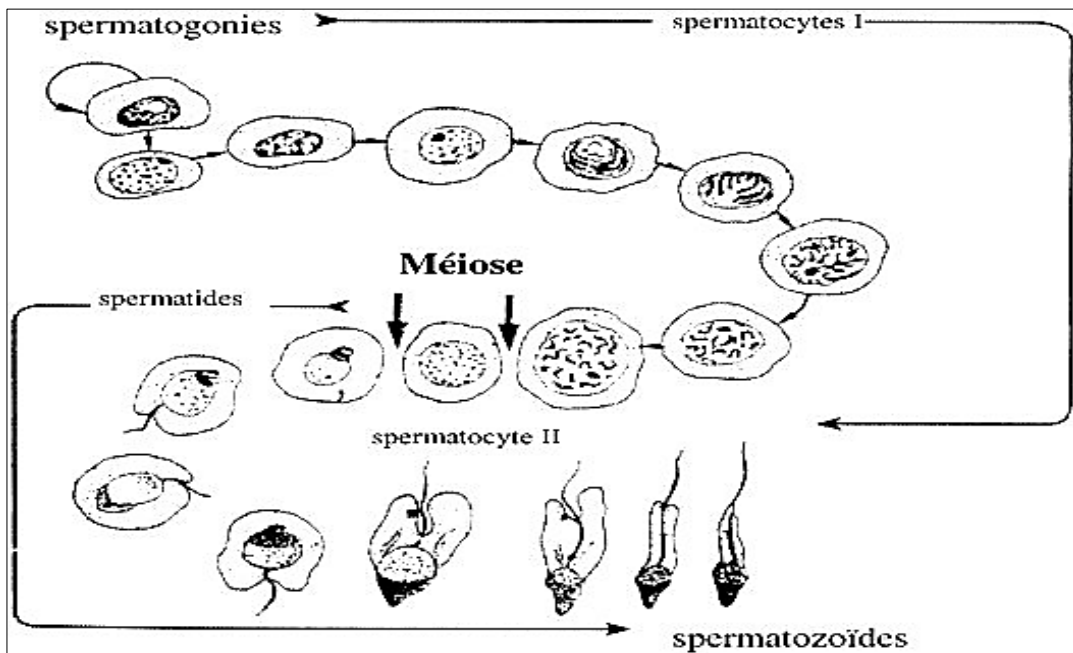 spermatogonies
spermatocytes I
Méiose
spermatides
spermatocyte II
spermatozoïdes